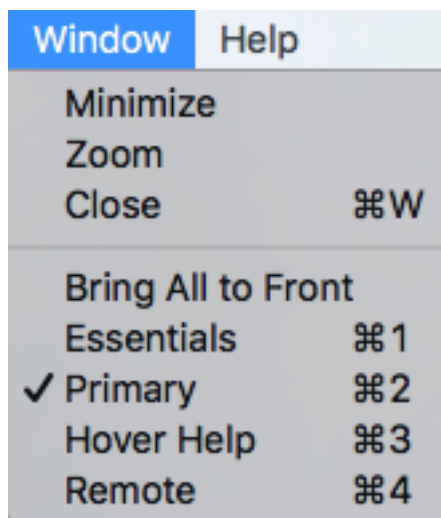 Window Help
Minimize
Zoom
Close ⌘W
Bring All to Front
Essentials ⌘1
✓ Primary ⌘2
Hover Help ⌘3
Remote ⌘4